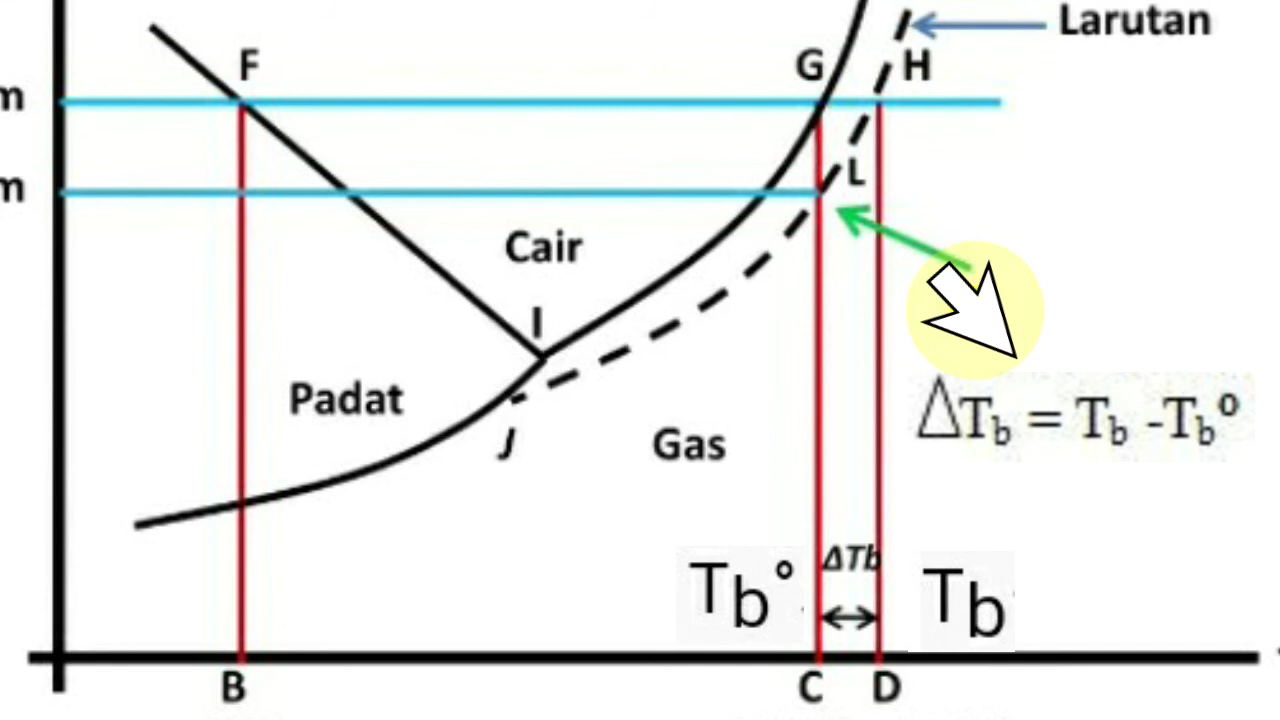 Larutan
F
G
H
m
L
m
Cair
I
Padat
J
Gas
ΔTb = Tb -Tb°
ΔTb
Tb°
Tb
B
C
D